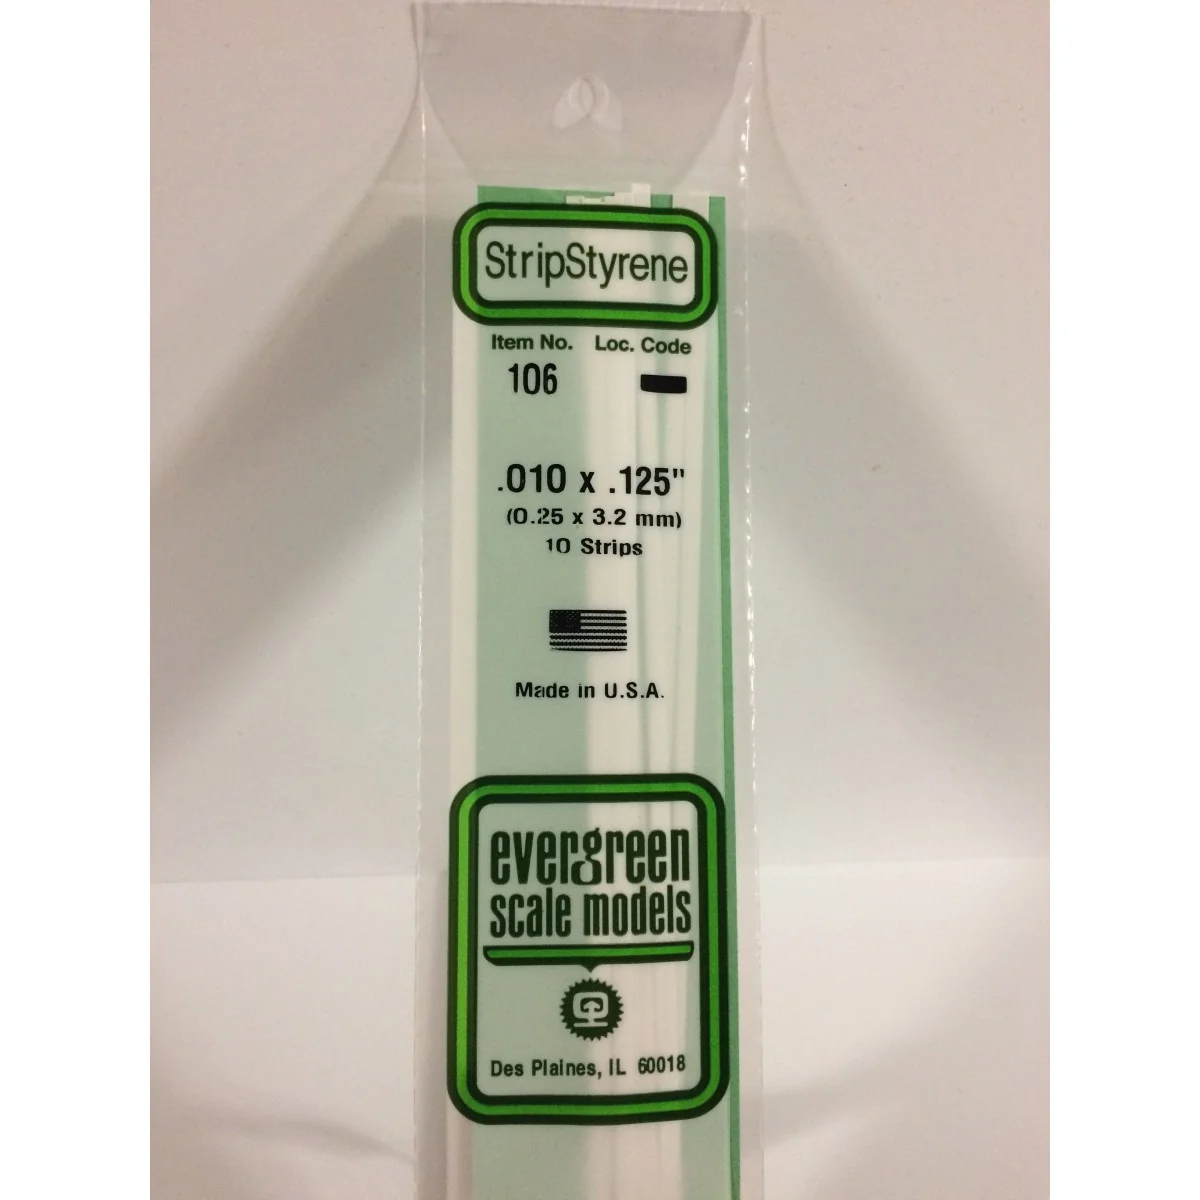 StripStyrene
Item No. Loc. Code
106
.010 x .125"
(0.25 x 3.2 mm)
10 Strips
Made in U.S.A.
evergreen
scale models
Des Plaines, IL 60018